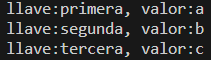 llave:primera, valor:a
llave:segunda, valor:b
llave:tercera, valor:c